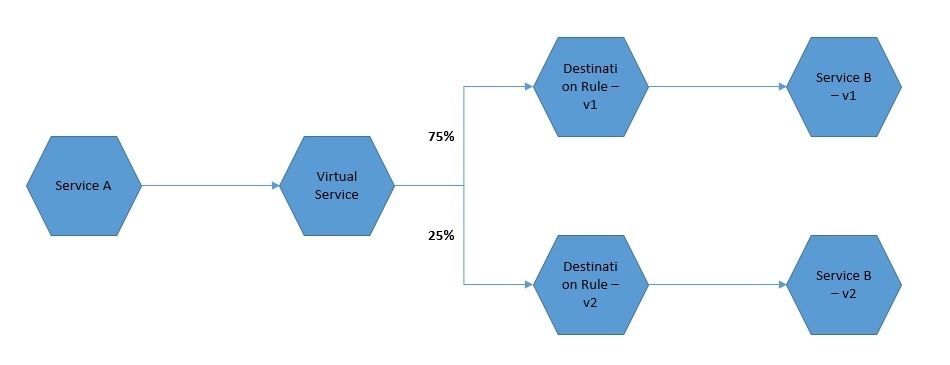 Service A
Virtual
Service
75%
25%
Destinati
on Rule –
v1
Service B
– v1
Destinati
on Rule –
v2
Service B
– v2